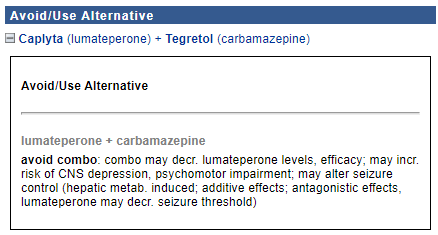 Avoid/Use Alternative
Caplyta (lumateperone) + Tegretol (carbamazepine)
Avoid/Use Alternative
lumateperone + carbamazepine
avoid combo: combo may decr. lumateperone levels, efficacy; may incr.
risk of CNS depression, psychomotor impairment; may alter seizure
control (hepatic metab. induced; additive effects; antagonistic effects,
lumateperone may decr. seizure threshold)